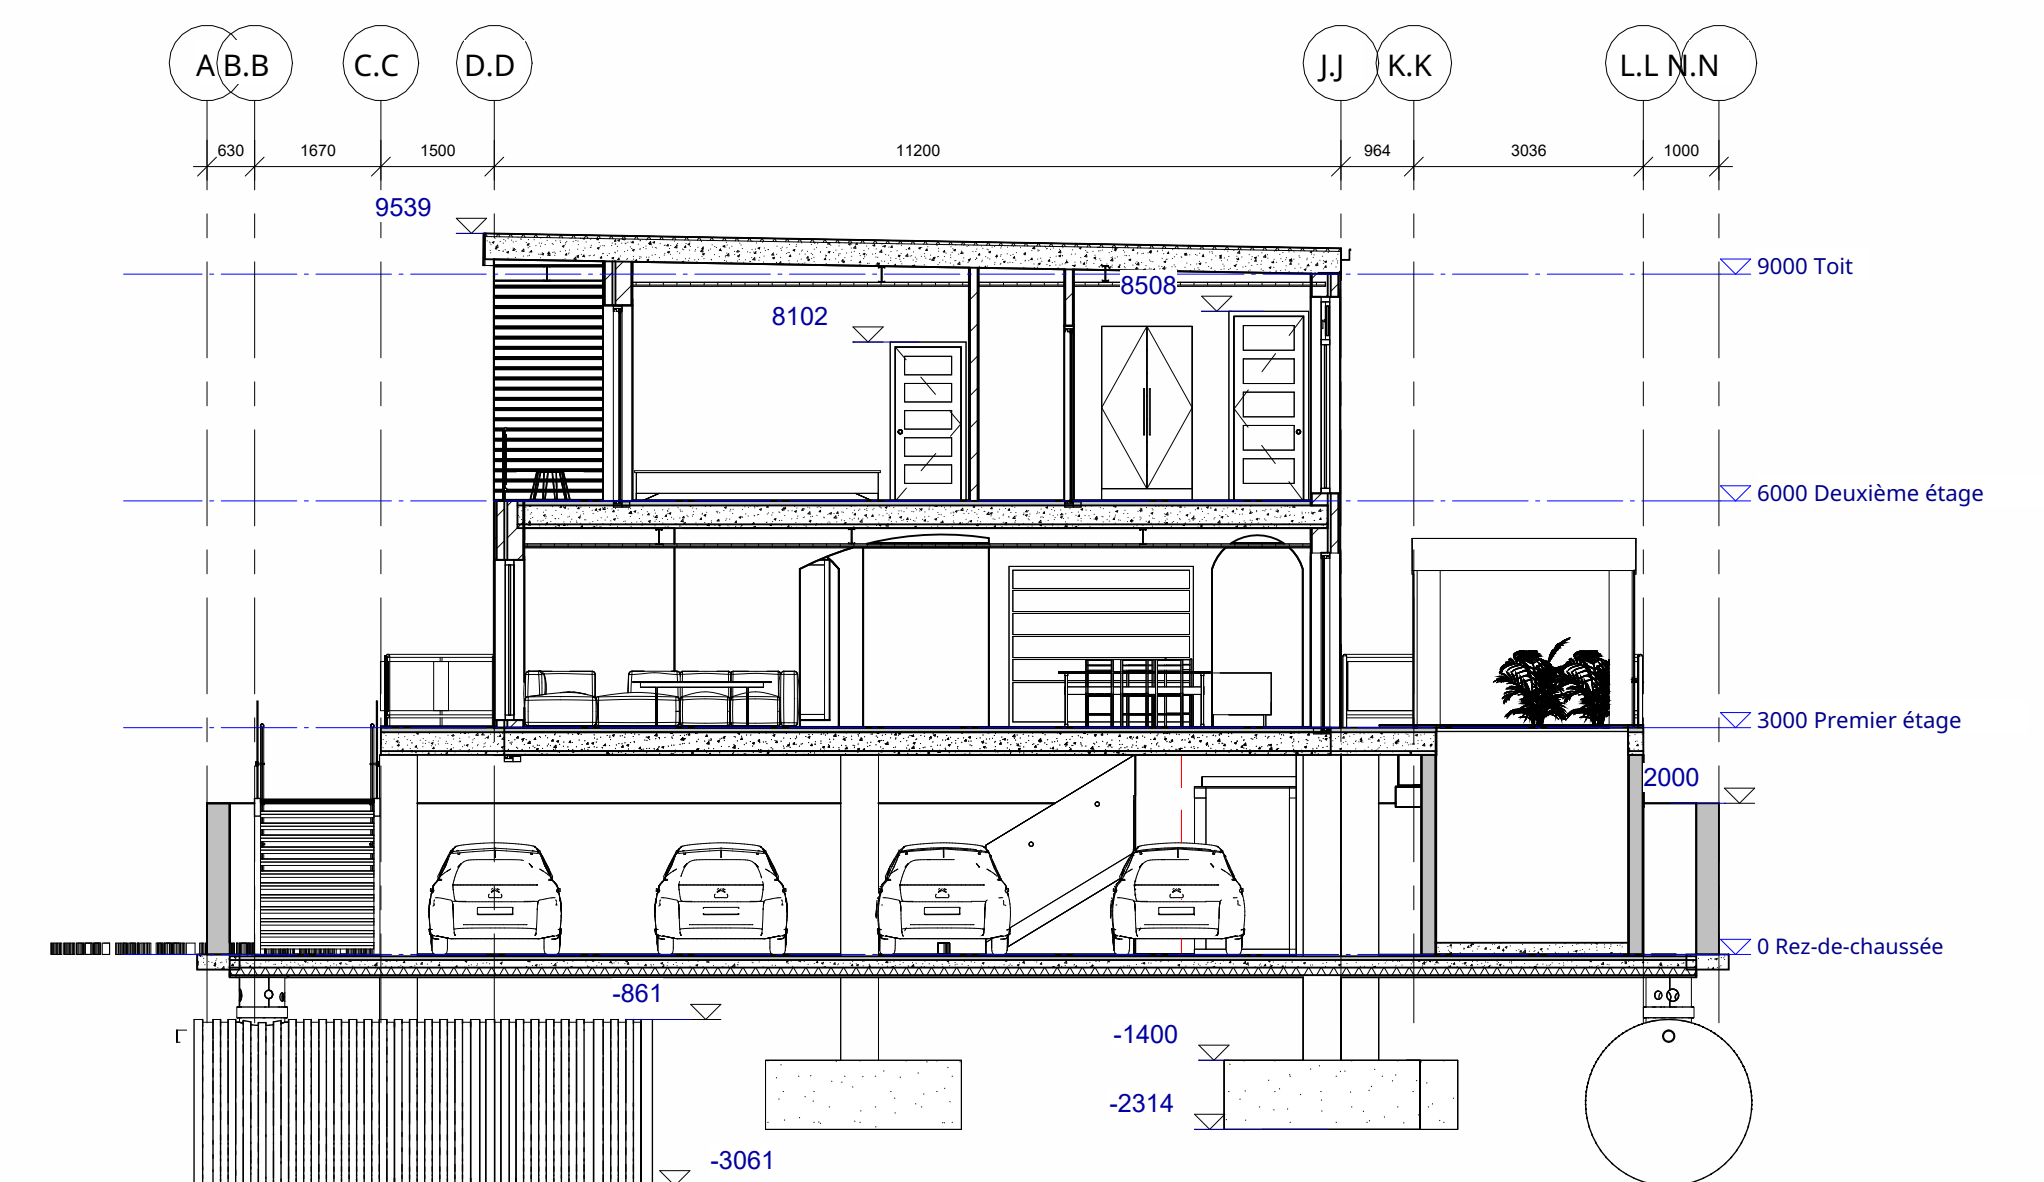 A B.B C.C D.D J.J K.K L.L N.N
630 1670 1500 11200 964 3036 1000
9539
9000 Toit
8508
8102
6000 Deuxième étage
3000 Premier étage
2000
0 Rez-de-chaussée
-861
-1400
-2314
-3061